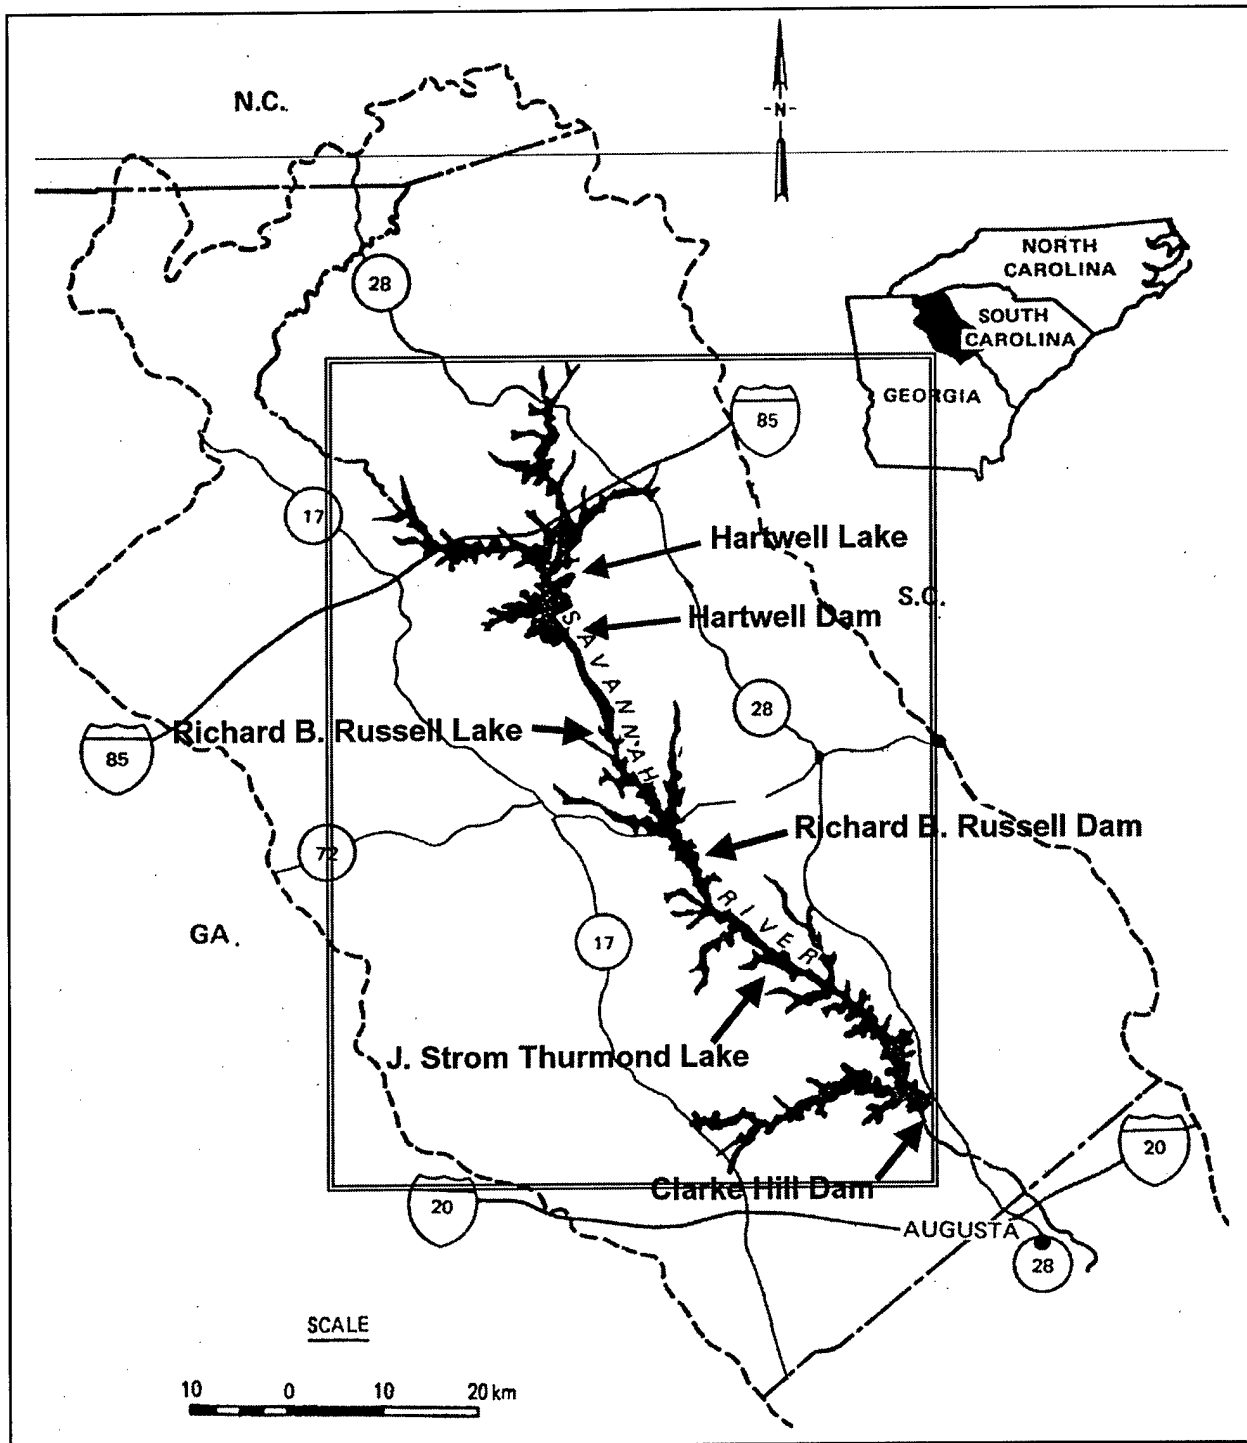 N.C.
-N-
28
NORTH
CAROLINA
SOUTH
CAROLINA
GEORGIA
85
17
Hartwell Lake
S.C.
Hartwell Dam
SAVANNAH
28
Richard B. Russell Lake
85
Richard B. Russell Dam
72
RIVER
GA.
17
J. Strom Thurmond Lake
20
Clarke Hill Dam
20
AUGUSTA
28
SCALE
10 0 10 20 km